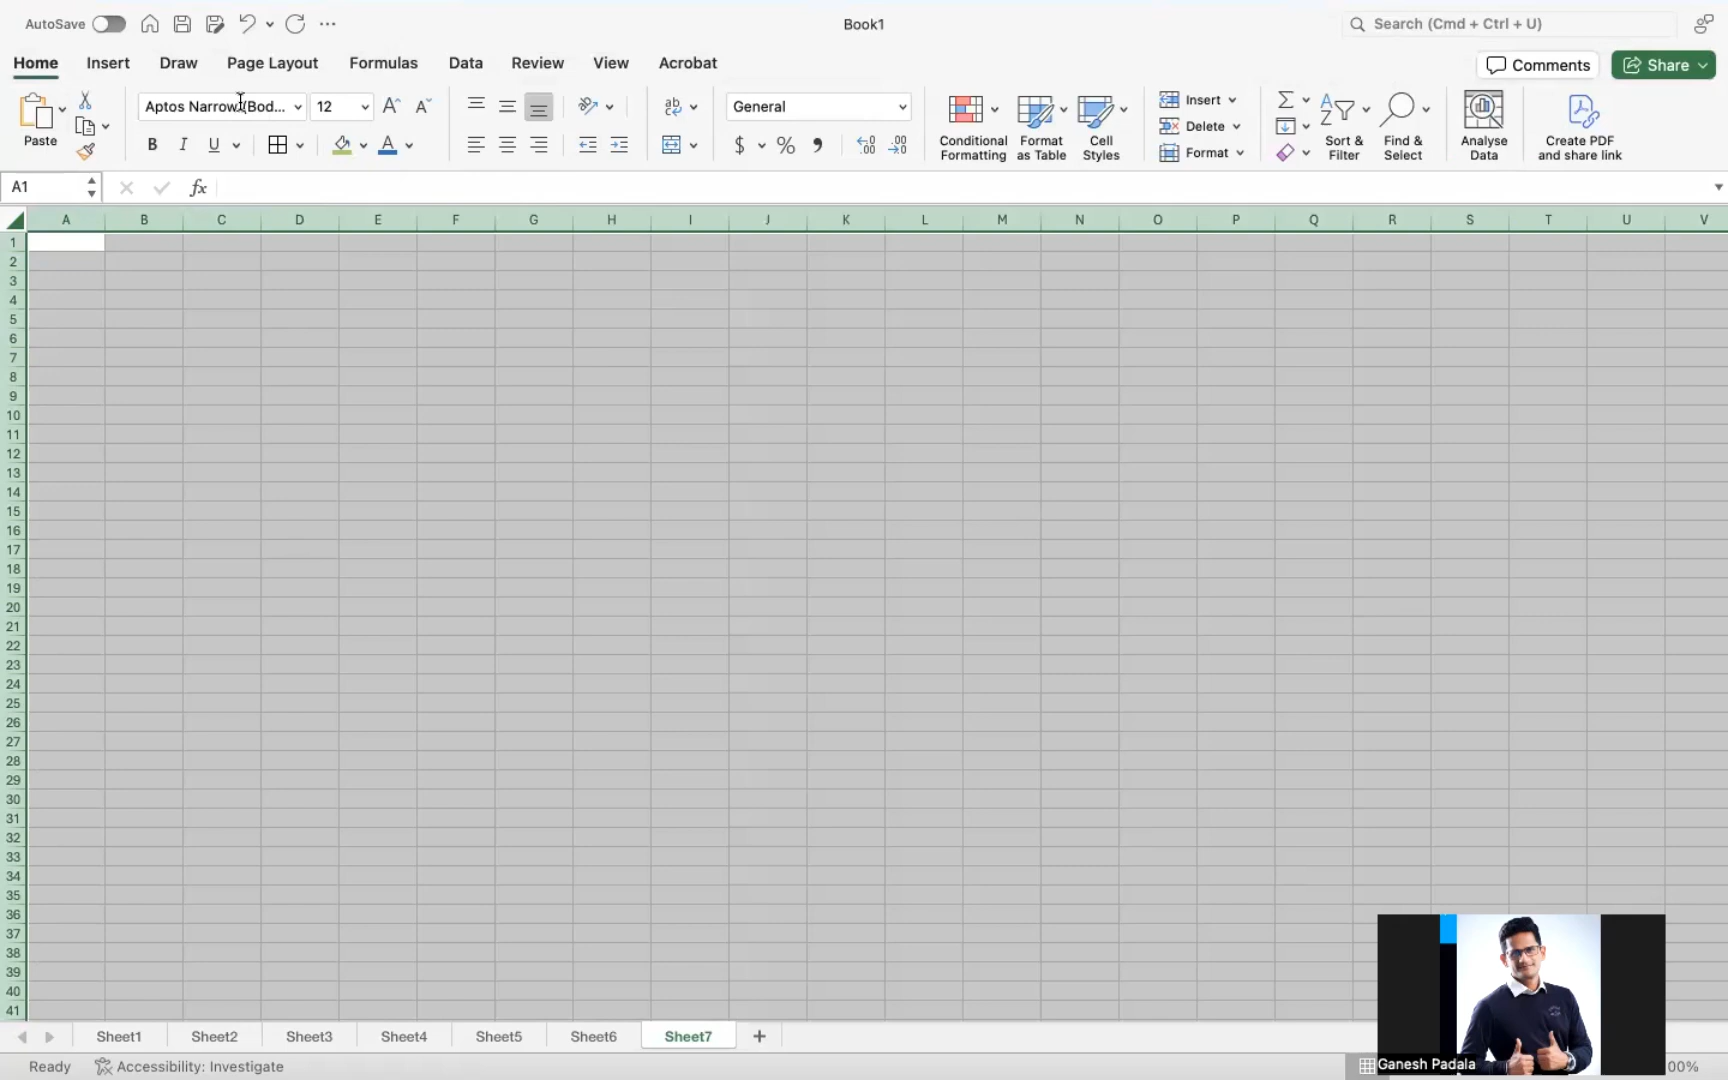 AutoSave
Book1
Search (Cmd + Ctrl + U)
Home Insert Draw Page Layout Formulas Data Review View Acrobat
Comments
Share
Paste
Aptos Narrow (Bod...
12
A^ A˅
B I U
A
ab
General
$ % ,
.00 .00
Conditional Formatting
Format as Table
Cell Styles
Insert
Delete
Format
Σ
Sort & Filter
Find & Select
Analyse Data
Create PDF and share link
A1
fx
A B C D E F G H I J K L M N O P Q R S T U V
1
2
3
4
5
6
7
8
9
10
11
12
13
14
15
16
17
18
19
20
21
22
23
24
25
26
27
28
29
30
31
32
33
34
35
36
37
38
39
40
41
Sheet1 Sheet2 Sheet3 Sheet4 Sheet5 Sheet6 Sheet7 +
Ready
Accessibility: Investigate
Ganesh Padala
00%